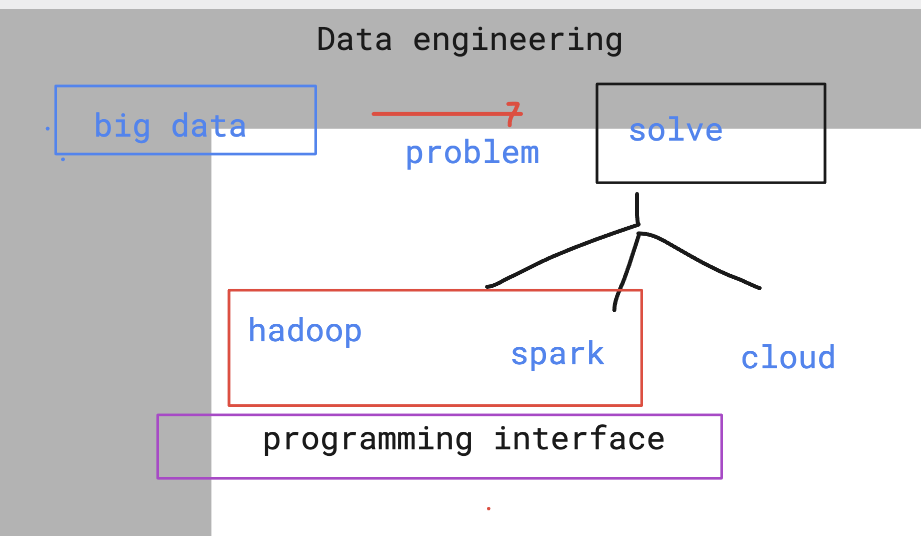 Data engineering
big data
problem
solve
hadoop
spark
cloud
programming interface